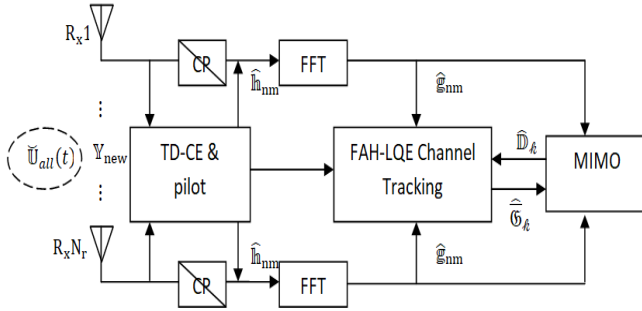 Rₓ1
CP
FFT
ĥₙₘ
ĝₙₘ
⋮
Ŭₐₗₗ(t)
𝕐ₙₑw
TD-CE &
pilot
FAH-LQE Channel
Tracking
𝔻̂𝓀
MIMO
𝔾̅̂𝓀
⋮
RₓNᵣ
ĥₙₘ
ĝₙₘ
CP
FFT